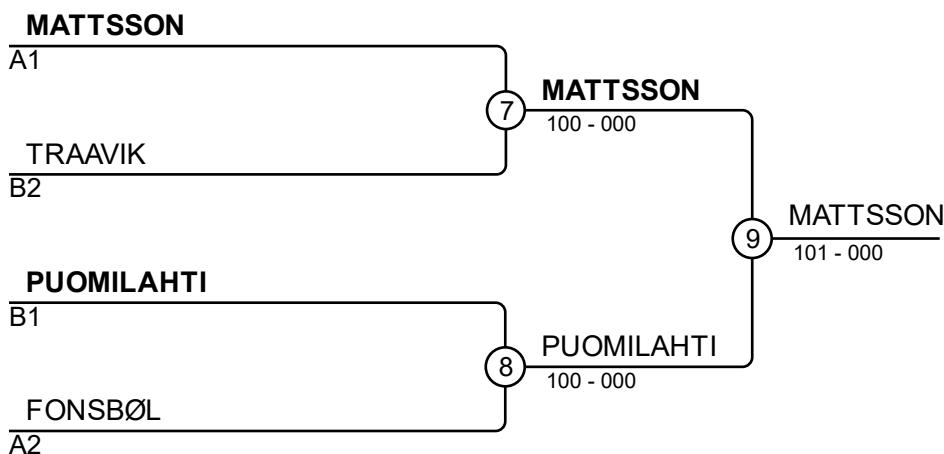 MATTSSON
A1
7
MATTSSON
100 - 000
TRAAVIK
B2
9
MATTSSON
101 - 000
PUOMILAHTI
B1
8
PUOMILAHTI
100 - 000
FONSBØL
A2